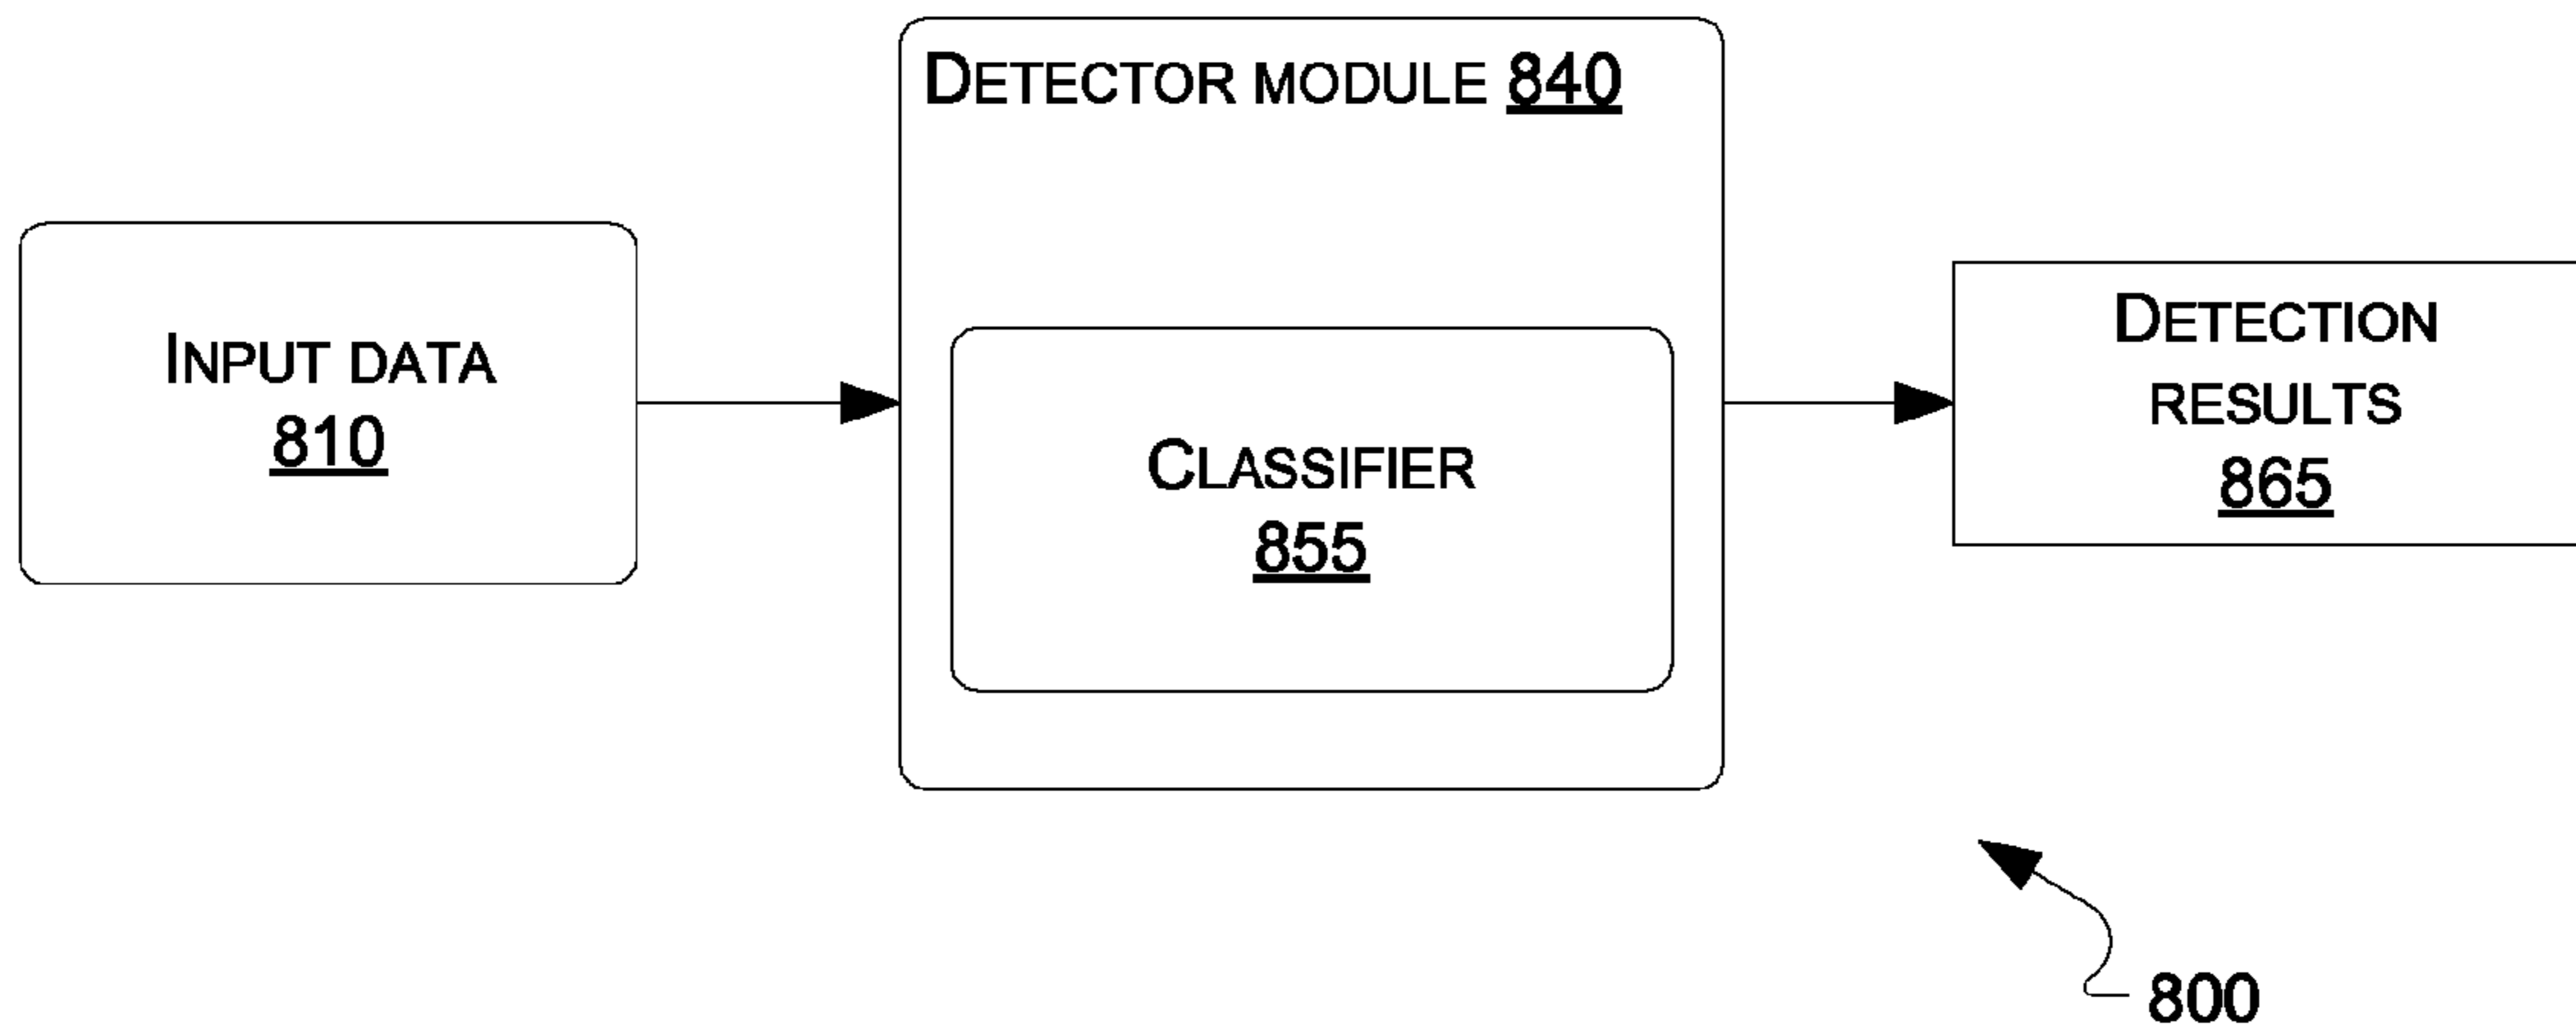 DETECTOR MODULE 840
INPUT DATA
810
CLASSIFIER
855
DETECTION
RESULTS
865
800